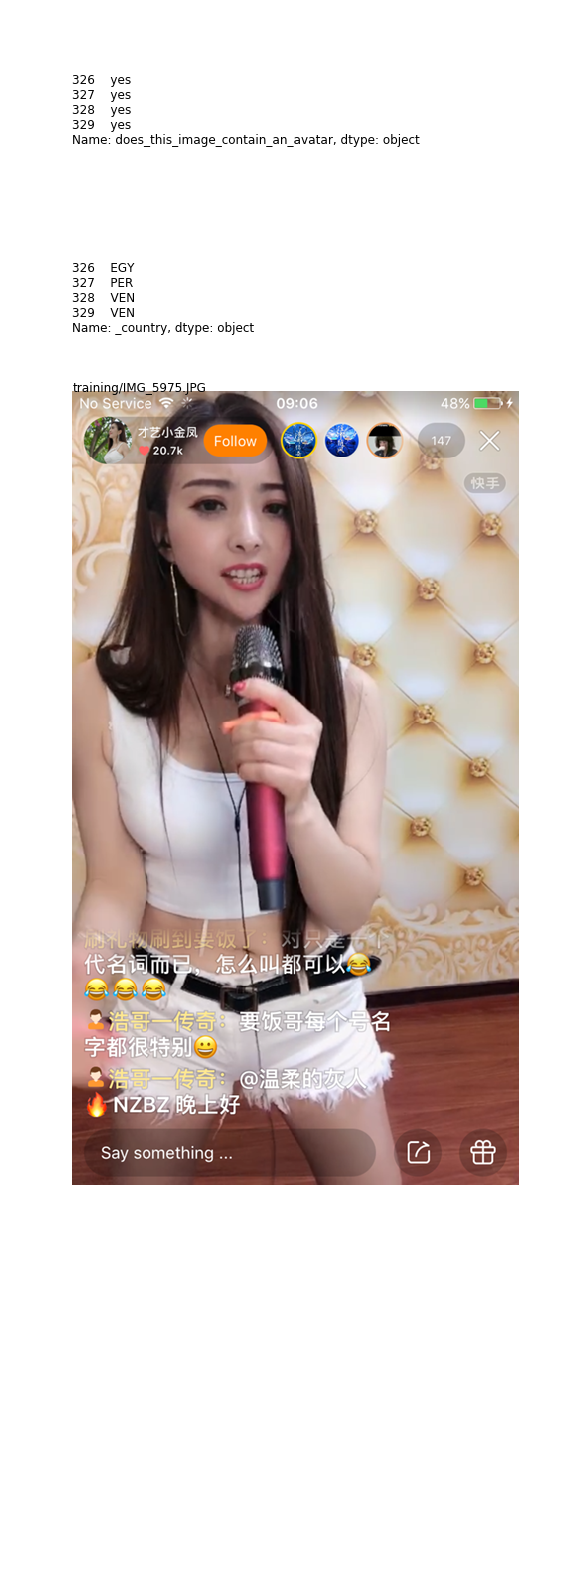 326 yes
327 yes
328 yes
329 yes
Name: does_this_image_contain_an_avatar, dtype: object
326 EGY
327 PER
328 VEN
329 VEN
Name: _country, dtype: object
training/IMG_5975.JPG
No Service 09:06 48%
才艺小金凤
20.7k
Follow
147
快手
刷礼物刷到要饭了：对只是一个
代名词而已，怎么叫都可以😂
😂😂😂
浩哥一传奇：要饭哥每个号名
字都很特别😀
浩哥一传奇：@温柔的灰人
🔥NZBZ 晚上好
Say something ...